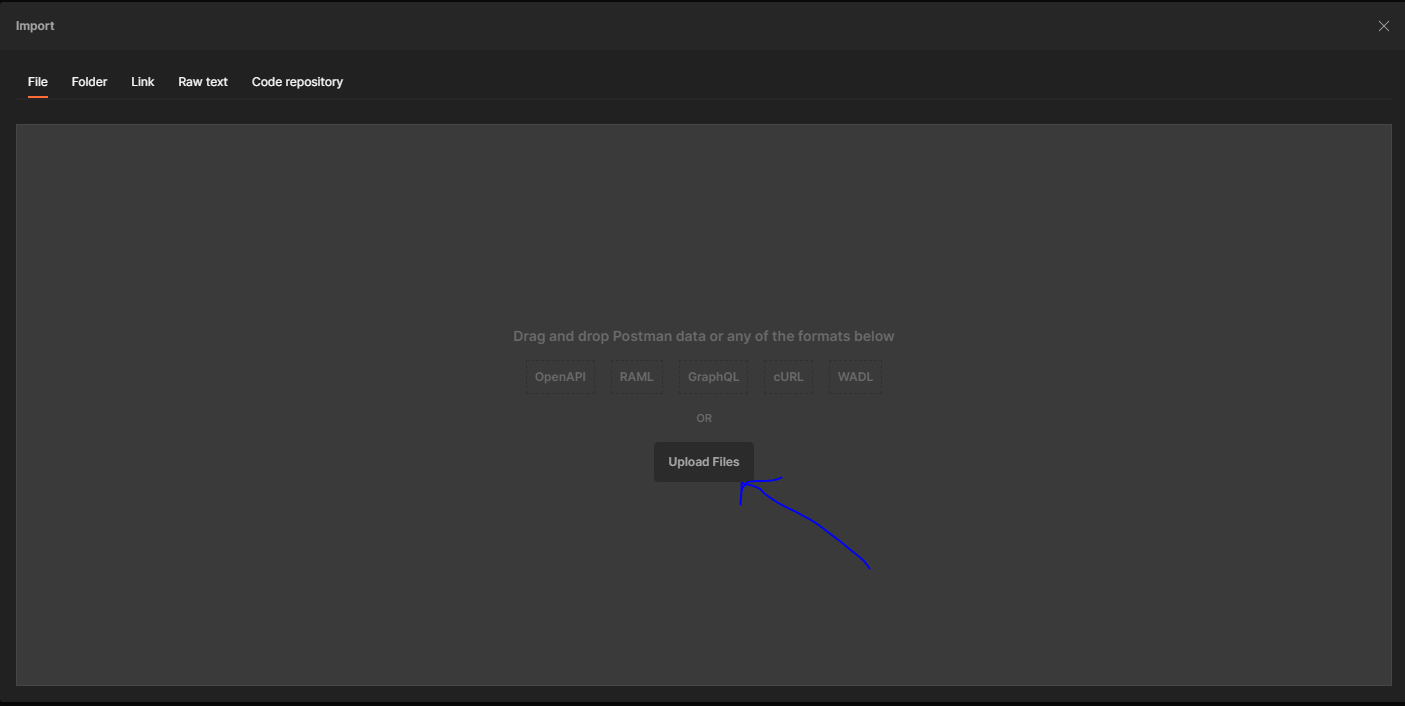 Import
File Folder Link Raw text Code repository
Drag and drop Postman data or any of the formats below
OpenAPI RAML GraphQL cURL WADL
OR
Upload Files